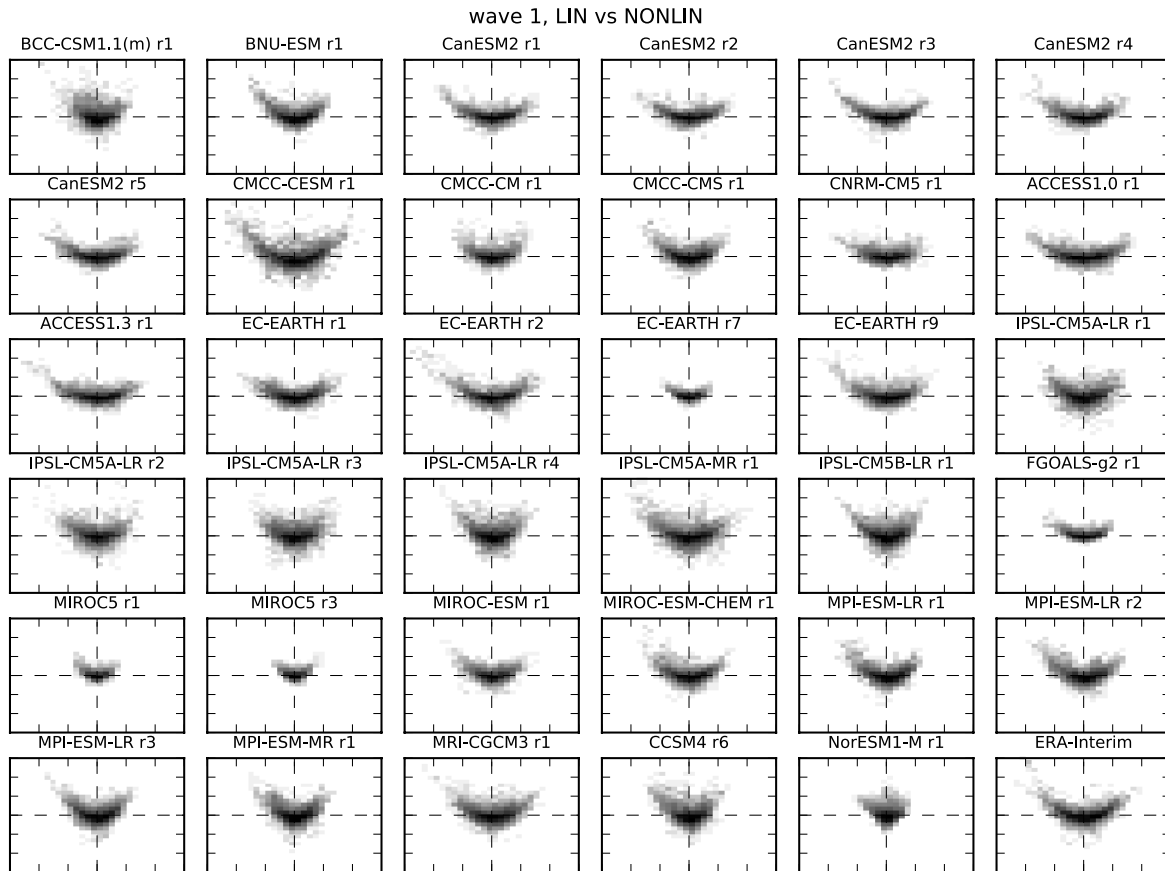 wave 1, LIN vs NONLIN
BCC-CSM1.1(m) r1
BNU-ESM r1
CanESM2 r1
CanESM2 r2
CanESM2 r3
CanESM2 r4
CanESM2 r5
CMCC-CESM r1
CMCC-CM r1
CMCC-CMS r1
CNRM-CM5 r1
ACCESS1.0 r1
ACCESS1.3 r1
EC-EARTH r1
EC-EARTH r2
EC-EARTH r7
EC-EARTH r9
IPSL-CM5A-LR r1
IPSL-CM5A-LR r2
IPSL-CM5A-LR r3
IPSL-CM5A-LR r4
IPSL-CM5A-MR r1
IPSL-CM5B-LR r1
FGOALS-g2 r1
MIROC5 r1
MIROC5 r3
MIROC-ESM r1
MIROC-ESM-CHEM r1
MPI-ESM-LR r1
MPI-ESM-LR r2
MPI-ESM-LR r3
MPI-ESM-MR r1
MRI-CGCM3 r1
CCSM4 r6
NorESM1-M r1
ERA-Interim